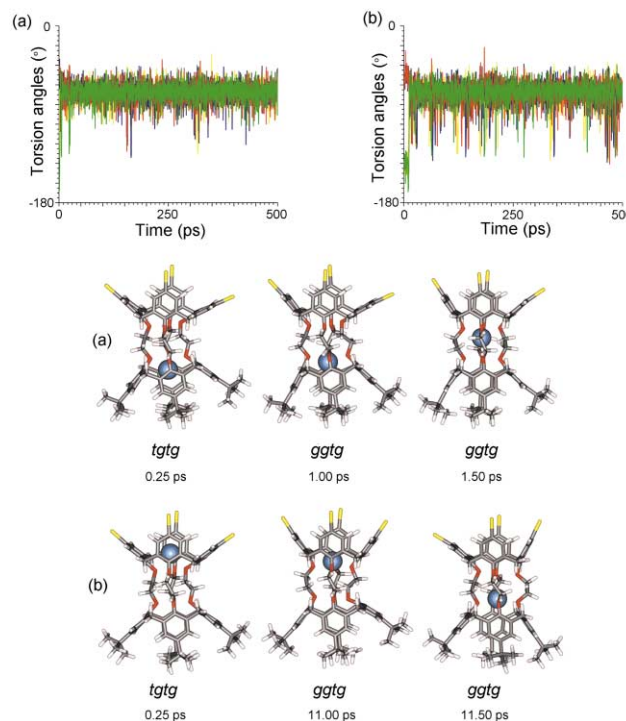 (a)
0
Torsion angles (°)
-180
0
250
500
Time (ps)
(b)
0
Torsion angles (°)
-180
0
250
50
Time (ps)
(a)
tgtg
ggtg
ggtg
0.25 ps
1.00 ps
1.50 ps
(b)
tgtg
ggtg
ggtg
0.25 ps
11.00 ps
11.50 ps